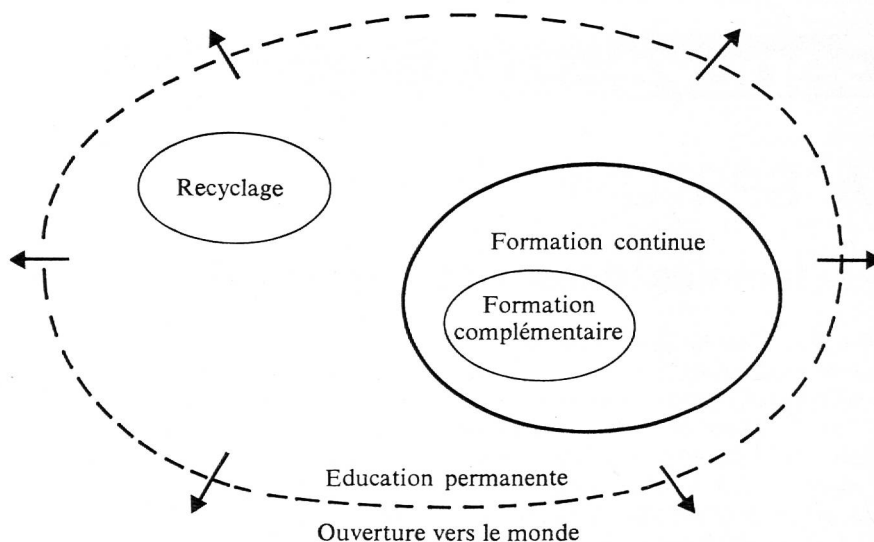 Recyclage
Formation continue
Formation
complémentaire
Education permanente
Ouverture vers le monde